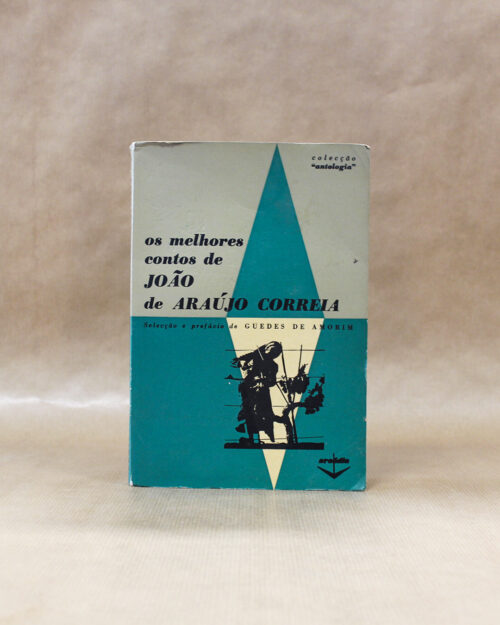 colecção
"antologia"
os melhores
contos de
JOÃO
de ARAÚJO CORREIA
Selecção e prefácio de GUEDES DE AMORIM
arcádia